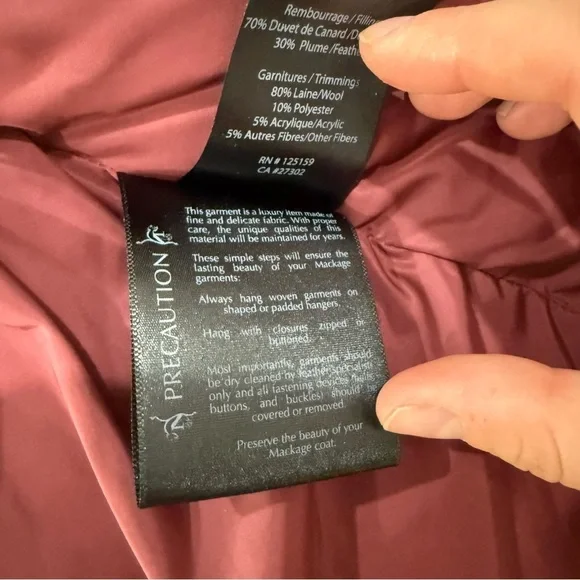 Rembourrage / Filling
70% Duvet de Canard /D
30% Plume /Feath
Garnitures / Trimmings
80% Laine/Wool
10% Polyester
5% Acrylique/Acrylic
5% Autres Fibres/Other Fibers
RN # 125159
CA #27302
PRECAUTION
This garment is a luxury item made of
fine and delicate fabric. With proper
care, the unique qualities of this
material will be maintained for years.
These simple steps will ensure the
lasting beauty of your Mackage
garments:
Always hang woven garments on
shaped or padded hangers.
Hang with closures zipped or
buttoned.
Most importantly, garments should
be dry cleaned by leather specialist
only and all fastening devices
buttons, and buckles) should be
covered or removed.
Preserve the beauty of your
Mackage coat.